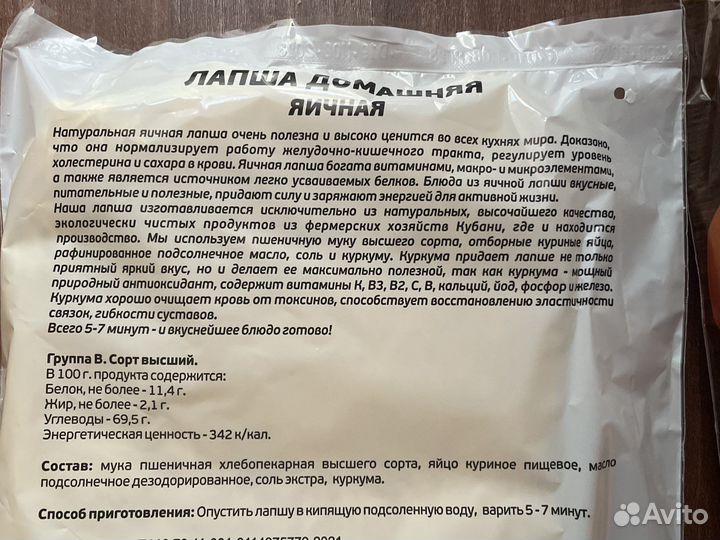 ЛАПША ДОМАШНЯЯ
ЯИЧНАЯ
Натуральная яичная лапша очень полезна и высоко ценится во всех кухнях мира. Доказано,
что она нормализирует работу желудочно-кишечного тракта, регулирует уровень
холестерина и сахара в крови. Яичная лапша богата витаминами, макро- и микроэлементами,
а также является источником легко усваиваемых белков. Блюда из яичной лапши вкусные,
питательные и полезные, придают силу и заряжают энергией для активной жизни.
Наша лапша изготавливается исключительно из натуральных, высочайшего качества,
экологически чистых продуктов из фермерских хозяйств Кубани, где и находится
производство. Мы используем пшеничную муку высшего сорта, отборные куриные яйца,
рафинированное подсолнечное масло, соль и куркуму. Куркума придает лапше не только
приятный яркий вкус, но и делает ее максимально полезной, так как куркума - мощный
природный антиоксидант, содержит витамины К, В3, В2, С, В, кальций, йод, фосфор и железо.
Куркума хорошо очищает кровь от токсинов, способствует восстановлению эластичности
связок, гибкости суставов.
Всего 5-7 минут - и вкуснейшее блюдо готово!
Группа В. Сорт высший.
В 100 г. продукта содержится:
Белок, не более - 11,4 г.
Жир, не более - 2,1 г.
Углеводы - 69,5 г.
Энергетическая ценность - 342 к/кал.
Состав: мука пшеничная хлебопекарная высшего сорта, яйцо куриное пищевое, масло
подсолнечное дезодорированное, соль экстра, куркума.
Способ приготовления: Опустить лапшу в кипящую подсоленную воду, варить 5-7 минут.
Avito